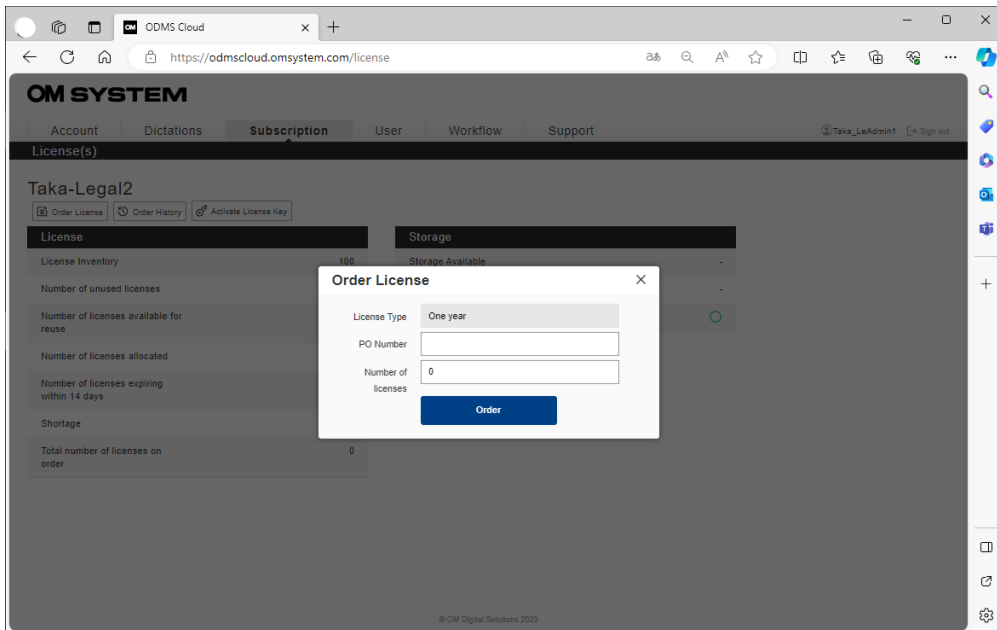 ODMS Cloud
https://odmscloud.omsystem.com/license
OM SYSTEM
Account Dictations Subscription User Workflow Support Taka_LeAdmin1 Sign out
License(s)
Taka-Legal2
Order License Order History Activate License Key
License Storage
License Inventory 100 Storage Available -
Number of unused licenses -
Number of licenses available for
reuse
Number of licenses allocated
Number of licenses expiring
within 14 days
Shortage
Total number of licenses on 0
order
Order License
License Type One year
PO Number
Number of 0
licenses
Order
© OM Digital Solutions 2023